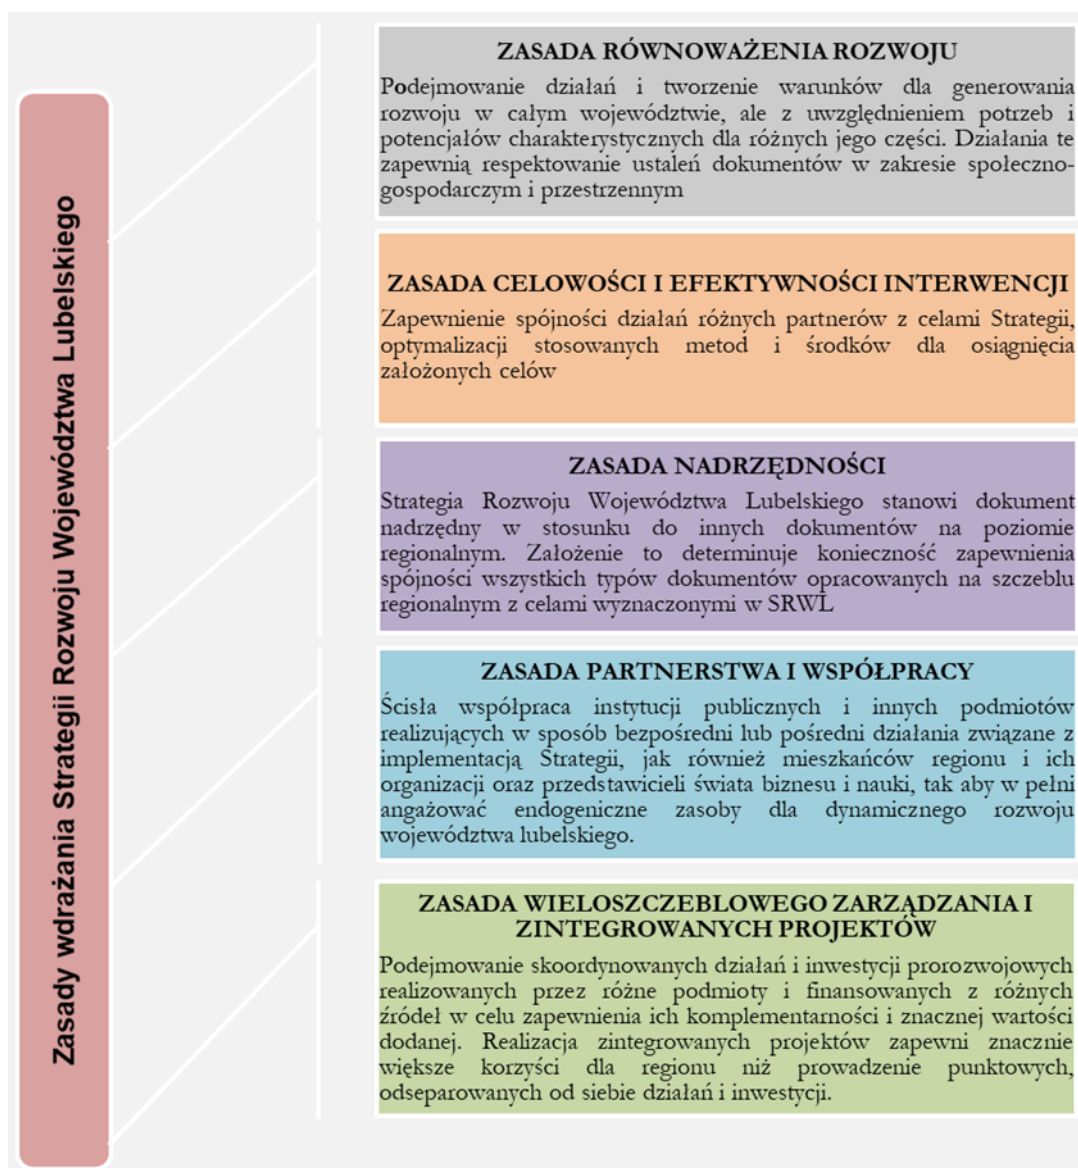 Zasady wdrażania Strategii Rozwoju Województwa Lubelskiego
ZASADA RÓWNOWAŻENIA ROZWOJU
Podejmowanie działań i tworzenie warunków dla generowania
rozwoju w całym województwie, ale z uwzględnieniem potrzeb i
potencjałów charakterystycznych dla różnych jego części. Działania te
zapewnią respektowanie ustaleń dokumentów w zakresie społeczno-
gospodarczym i przestrzennym
ZASADA CELOWOŚCI I EFEKTYWNOŚCI INTERWENCJI
Zapewnienie spójności działań różnych partnerów z celami Strategii,
optymalizacji stosowanych metod i środków dla osiągnięcia
założonych celów
ZASADA NADRZĘDNOŚCI
Strategia Rozwoju Województwa Lubelskiego stanowi dokument
nadrzędny w stosunku do innych dokumentów na poziomie
regionalnym. Założenie to determinuje konieczność zapewnienia
spójności wszystkich typów dokumentów opracowanych na szczeblu
regionalnym z celami wyznaczonymi w SRWL
ZASADA PARTNERSTWA I WSPÓŁPRACY
Ścisła współpraca instytucji publicznych i innych podmiotów
realizujących w sposób bezpośredni lub pośredni działania związane z
implementacją Strategii, jak również mieszkańców regionu i ich
organizacji oraz przedstawicieli świata biznesu i nauki, tak aby w pełni
angażować endogeniczne zasoby dla dynamicznego rozwoju
województwa lubelskiego.
ZASADA WIELOSZCZEBLOWEGO ZARZĄDZANIA I
ZINTEGROWANYCH PROJEKTÓW
Podejmowanie skoordynowanych działań i inwestycji prorozwojowych
realizowanych przez różne podmioty i finansowanych z różnych
źródeł w celu zapewnienia ich komplementarności i znacznej wartości
dodanej. Realizacja zintegrowanych projektów zapewni znacznie
większe korzyści dla regionu niż prowadzenie punktowych,
odseparowanych od siebie działań i inwestycji.